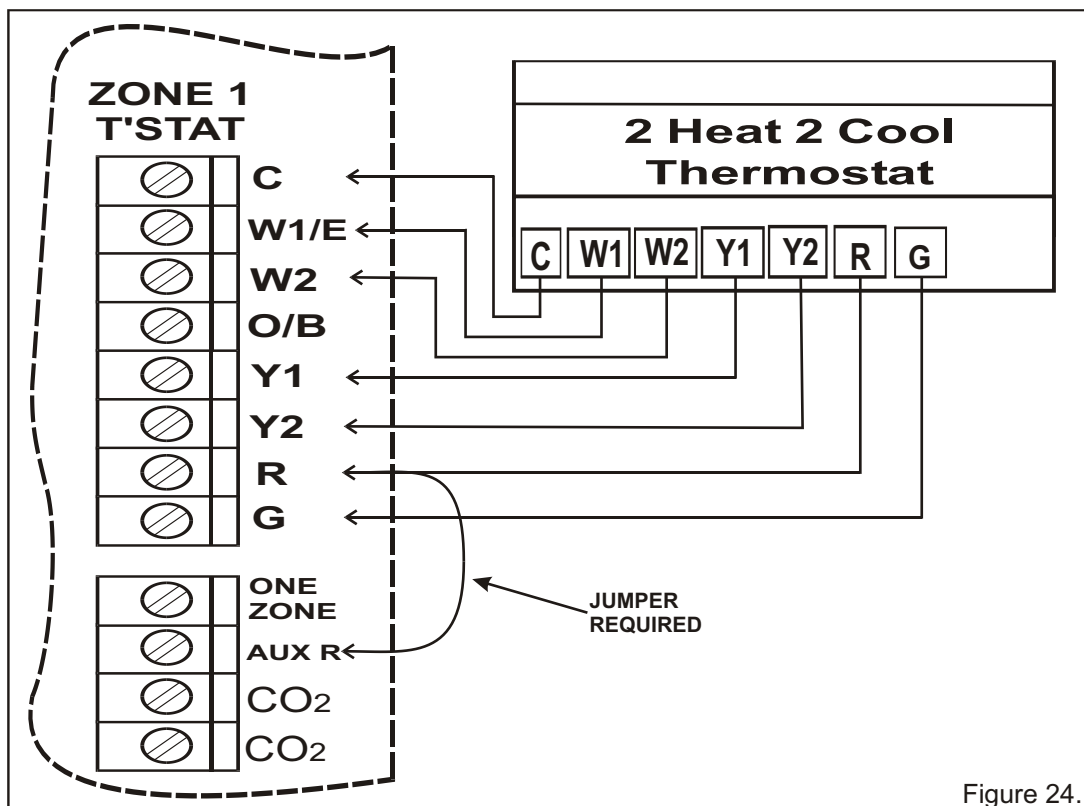 ZONE 1
T'STAT
C
W1/E
W2
O/B
Y1
Y2
R
G
ONE
ZONE
AUX R
CO2
CO2
2 Heat 2 Cool
Thermostat
C W1 W2 Y1 Y2 R G
JUMPER
REQUIRED
Figure 24.